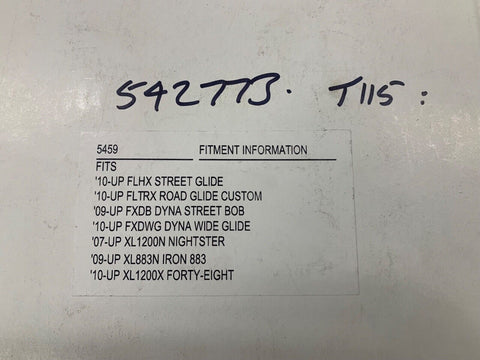 542TTB. T115:
5459 FITMENT INFORMATION
FITS
'10-UP FLHX STREET GLIDE
'10-UP FLTRX ROAD GLIDE CUSTOM
'09-UP FXDB DYNA STREET BOB
'10-UP FXDWG DYNA WIDE GLIDE
'07-UP XL1200N NIGHTSTER
'09-UP XL883N IRON 883
'10-UP XL1200X FORTY-EIGHT